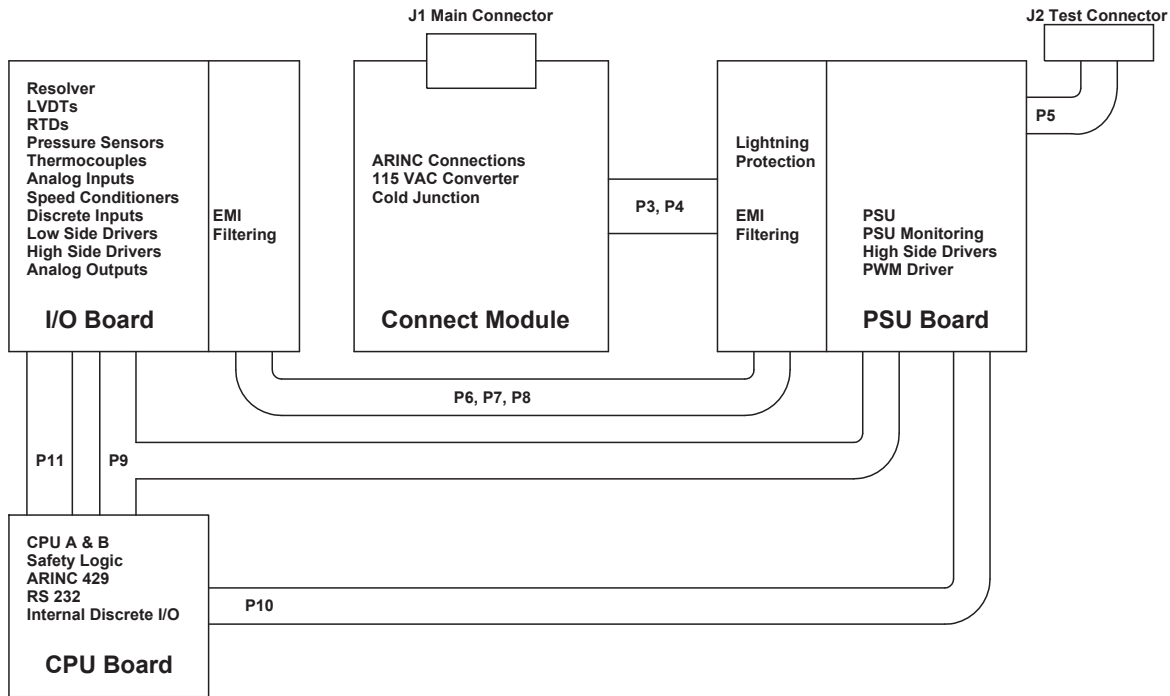 J1 Main Connector
J2 Test Connector
Resolver
LVDTs
RTDs
Pressure Sensors
Thermocouples
Analog Inputs
Speed Conditioners
Discrete Inputs
Low Side Drivers
High Side Drivers
Analog Outputs
I/O Board
EMI
Filtering
ARINC Connections
115 VAC Converter
Cold Junction
Connect Module
P3, P4
Lightning
Protection
EMI
Filtering
PSU
PSU Monitoring
High Side Drivers
PWM Driver
PSU Board
P5
P6, P7, P8
P11
P9
CPU A & B
Safety Logic
ARINC 429
RS 232
Internal Discrete I/O
CPU Board
P10